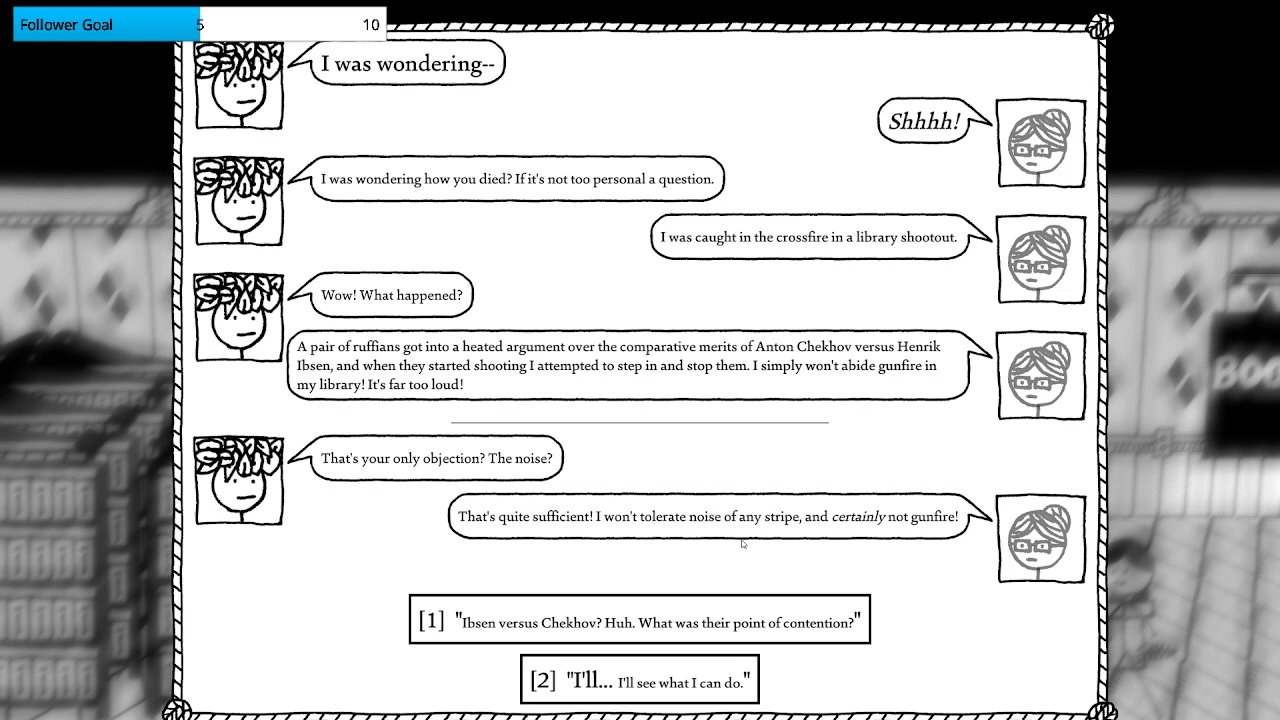 Follower Goal 5 10
I was wondering--
Shhhh!
I was wondering how you died? If it's not too personal a question.
I was caught in the crossfire in a library shootout.
Wow! What happened?
A pair of ruffians got into a heated argument over the comparative merits of Anton Chekhov versus Henrik
Ibsen, and when they started shooting I attempted to step in and stop them. I simply won't abide gunfire in
my library! It's far too loud!
That's your only objection? The noise?
That's quite sufficient! I won't tolerate noise of any stripe, and certainly not gunfire!
[1] "Ibsen versus Chekhov? Huh. What was their point of contention?"
[2] "I'll... I'll see what I can do."